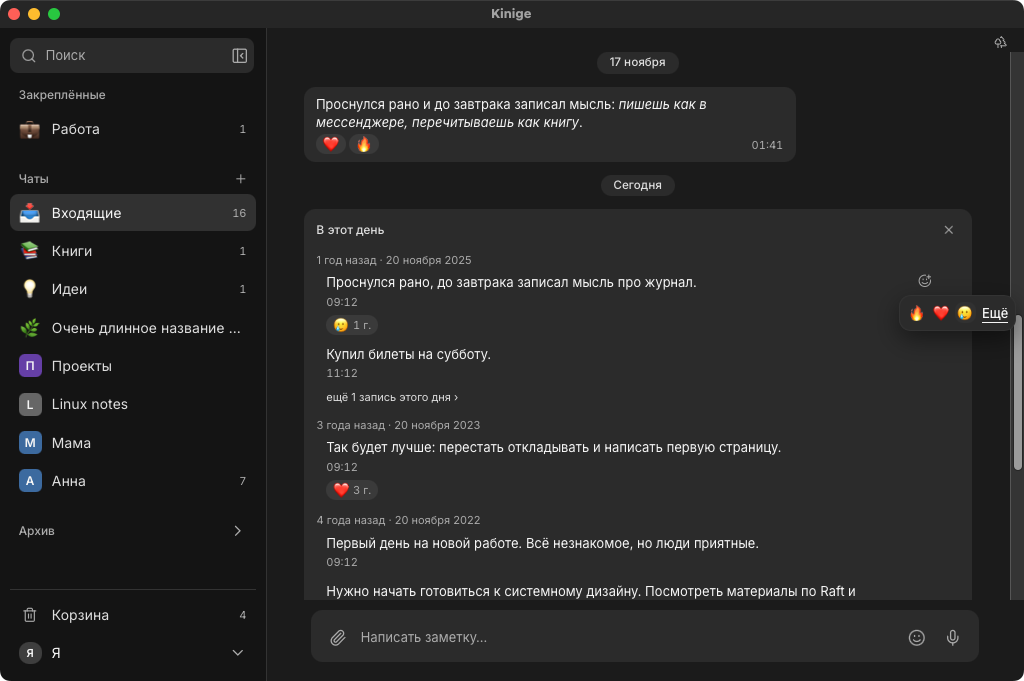 Kinige
Поиск
Закреплённые
Работа 1
Чаты
Входящие 16
Книги 1
Идеи 1
Очень длинное название ...
П Проекты
L Linux notes
М Мама
А Анна 7
Архив
Корзина 4
Я Я
17 ноября
Проснулся рано и до завтрака записал мысль: пишешь как в
мессенджере, перечитываешь как книгу.
01:41
Сегодня
В этот день
1 год назад · 20 ноября 2025
Проснулся рано, до завтрака записал мысль про журнал.
09:12
1 г.
Ещё
Купил билеты на субботу.
11:12
ещё 1 запись этого дня ›
3 года назад · 20 ноября 2023
Так будет лучше: перестать откладывать и написать первую страницу.
09:12
3 г.
4 года назад · 20 ноября 2022
Первый день на новой работе. Всё незнакомое, но люди приятные.
09:12
Нужно начать готовиться к системному дизайну. Посмотреть материалы по Raft и
Написать заметку...